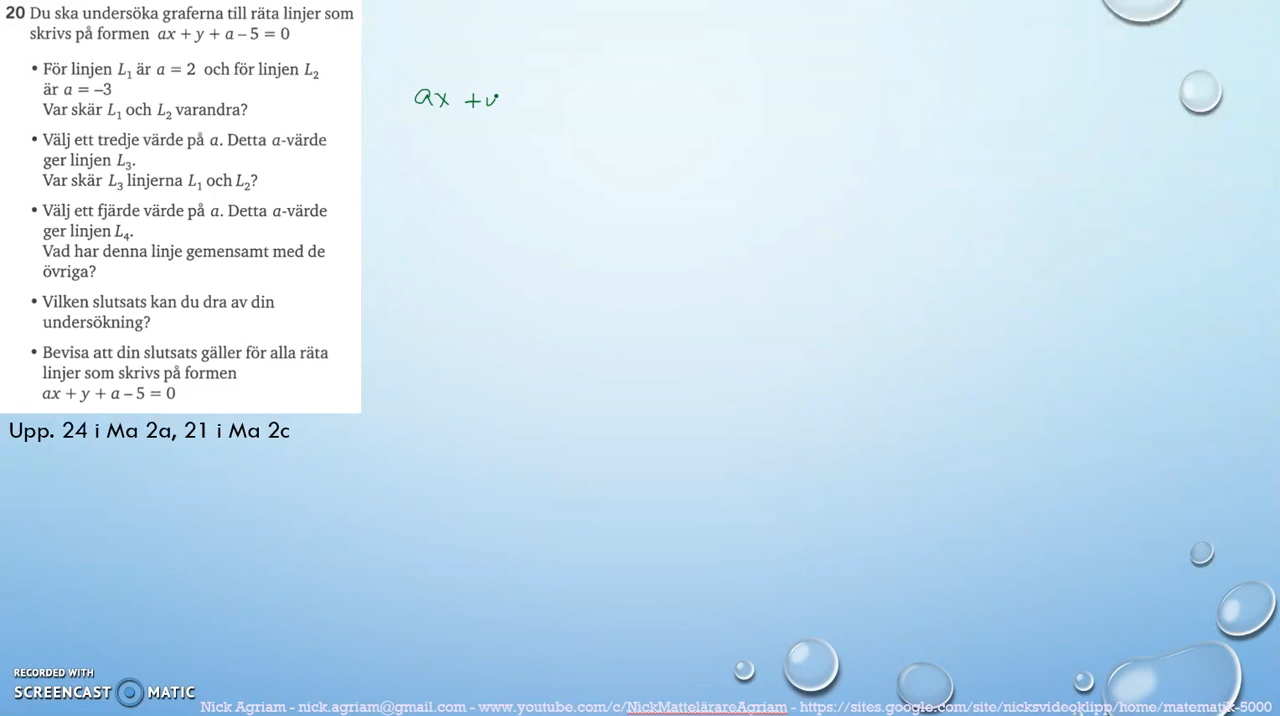 20 Du ska undersöka graferna till räta linjer som
skrivs på formen ax + y + a – 5 = 0
• För linjen L₁ är a = 2 och för linjen L₂
är a = –3
Var skär L₁ och L₂ varandra?
• Välj ett tredje värde på a. Detta a-värde
ger linjen L₃.
Var skär L₃ linjerna L₁ och L₂?
• Välj ett fjärde värde på a. Detta a-värde
ger linjen L₄.
Vad har denna linje gemensamt med de
övriga?
• Vilken slutsats kan du dra av din
undersökning?
• Bevisa att din slutsats gäller för alla räta
linjer som skrivs på formen
ax + y + a – 5 = 0
Upp. 24 i Ma 2a, 21 i Ma 2c
ax +
RECORDED WITH
SCREENCAST MATIC
Nick Agriam - nick.agriam@gmail.com - www.youtube.com/c/NickMattelärareAgriam - https://sites.google.com/site/nicksvideoklipp/home/matematik-5000